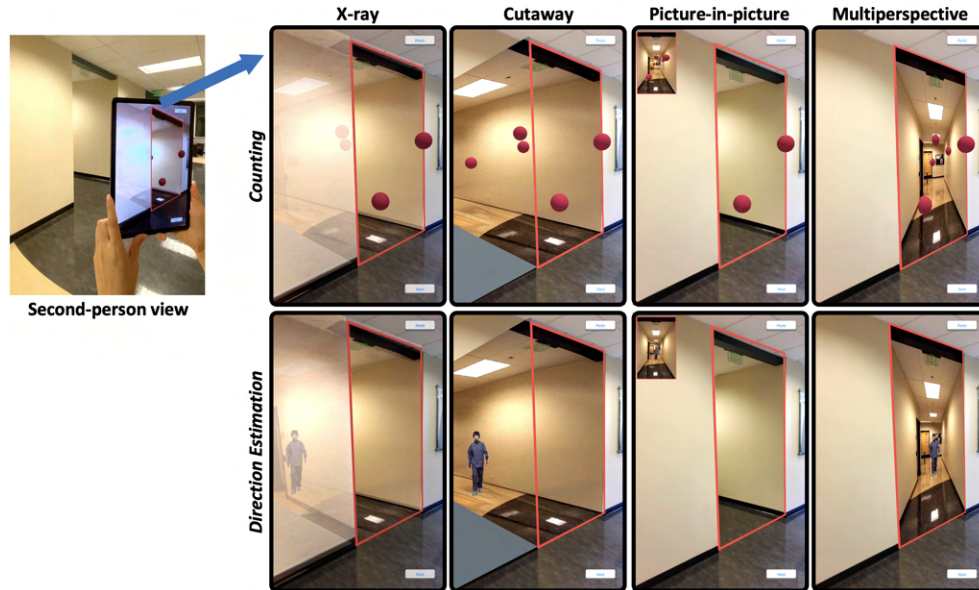 X-ray
Cutaway
Picture-in-picture
Multiperspective
Counting
Second-person view
Direction Estimation